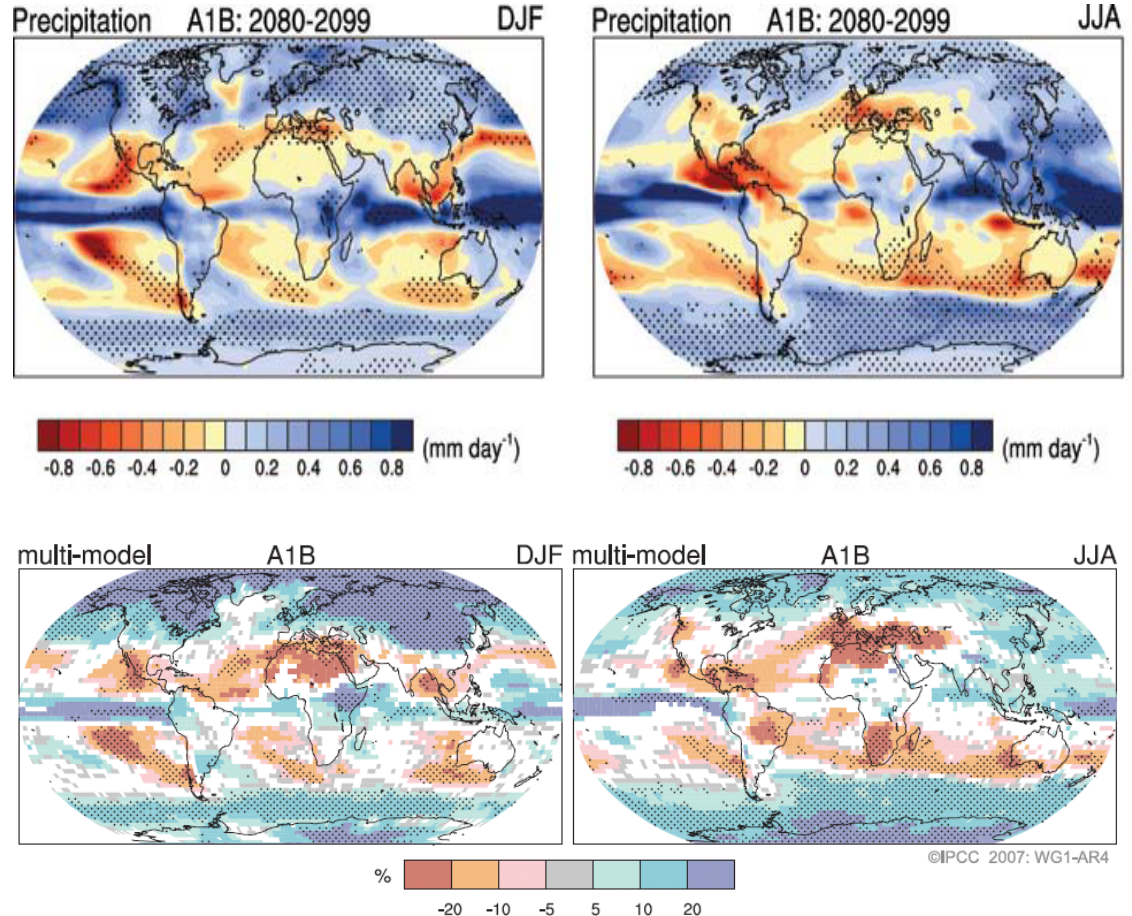 Precipitation A1B: 2080-2099 DJF
Precipitation A1B: 2080-2099 JJA
-0.8 -0.6 -0.4 -0.2 0 0.2 0.4 0.6 0.8 (mm day⁻¹)
-0.8 -0.6 -0.4 -0.2 0 0.2 0.4 0.6 0.8 (mm day⁻¹)
multi-model A1B DJF
multi-model A1B JJA
©IPCC 2007: WG1-AR4
%
-20 -10 -5 5 10 20